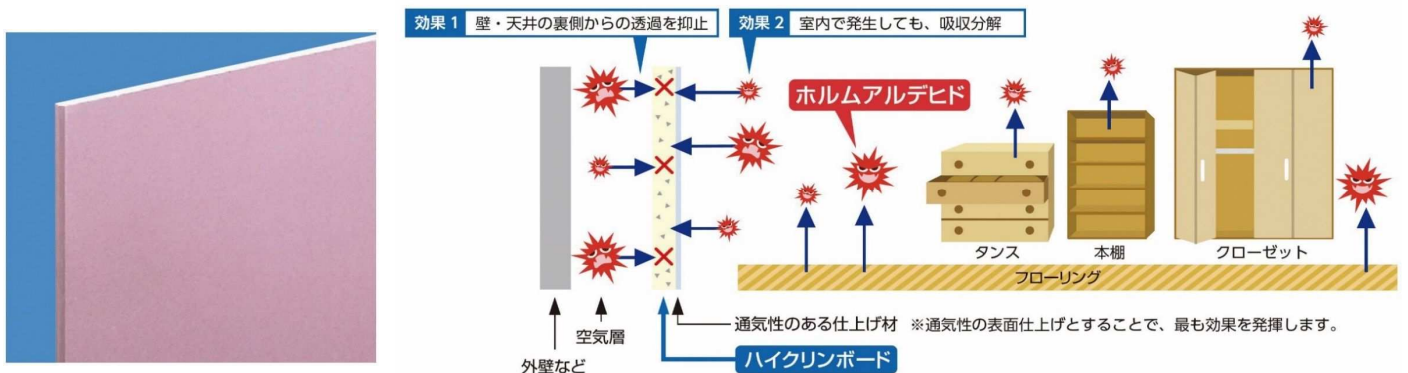 効果1 壁・天井の裏側からの透過を抑止
効果2 室内で発生しても、吸収分解
ホルムアルデヒド
タンス
本棚
クローゼット
フローリング
通気性のある仕上げ材 ※通気性の表面仕上げとすることで、最も効果を発揮します。
空気層
ハイクリンボード
外壁など